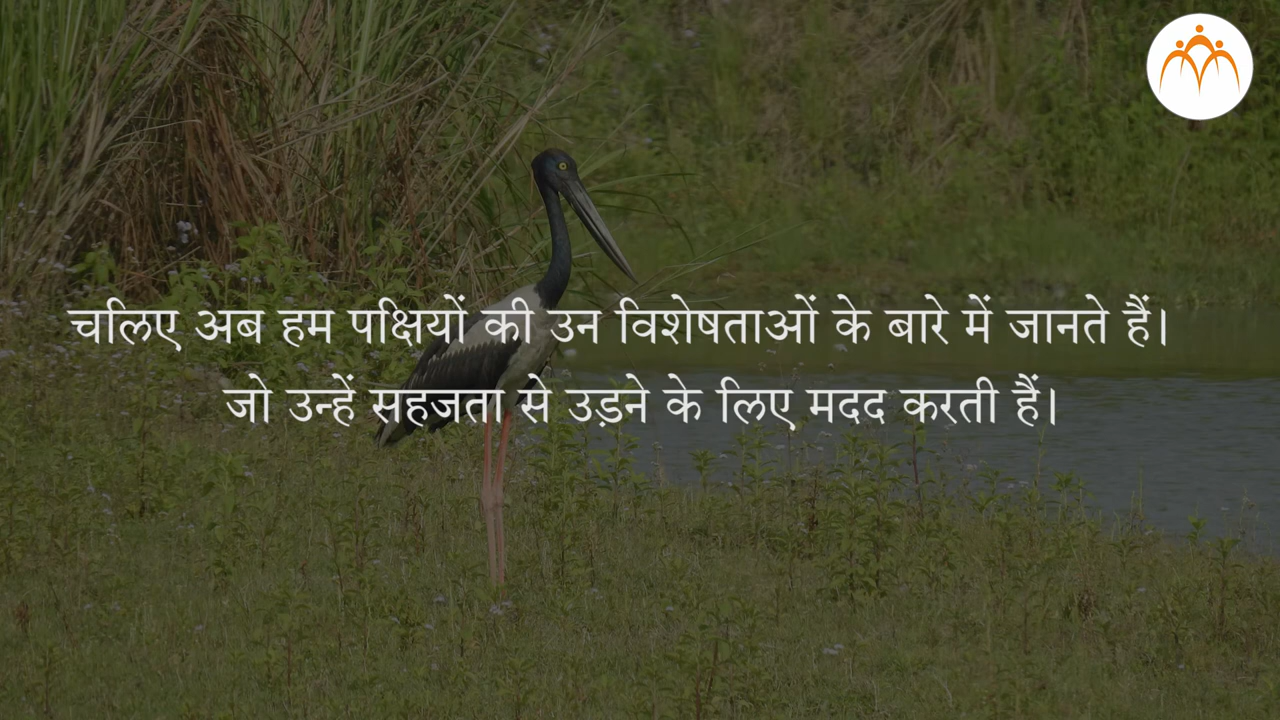 चलिए अब हम पक्षियों की उन विशेषताओं के बारे में जानते हैं।
जो उन्हें सहजता से उड़ने के लिए मदद करती हैं।